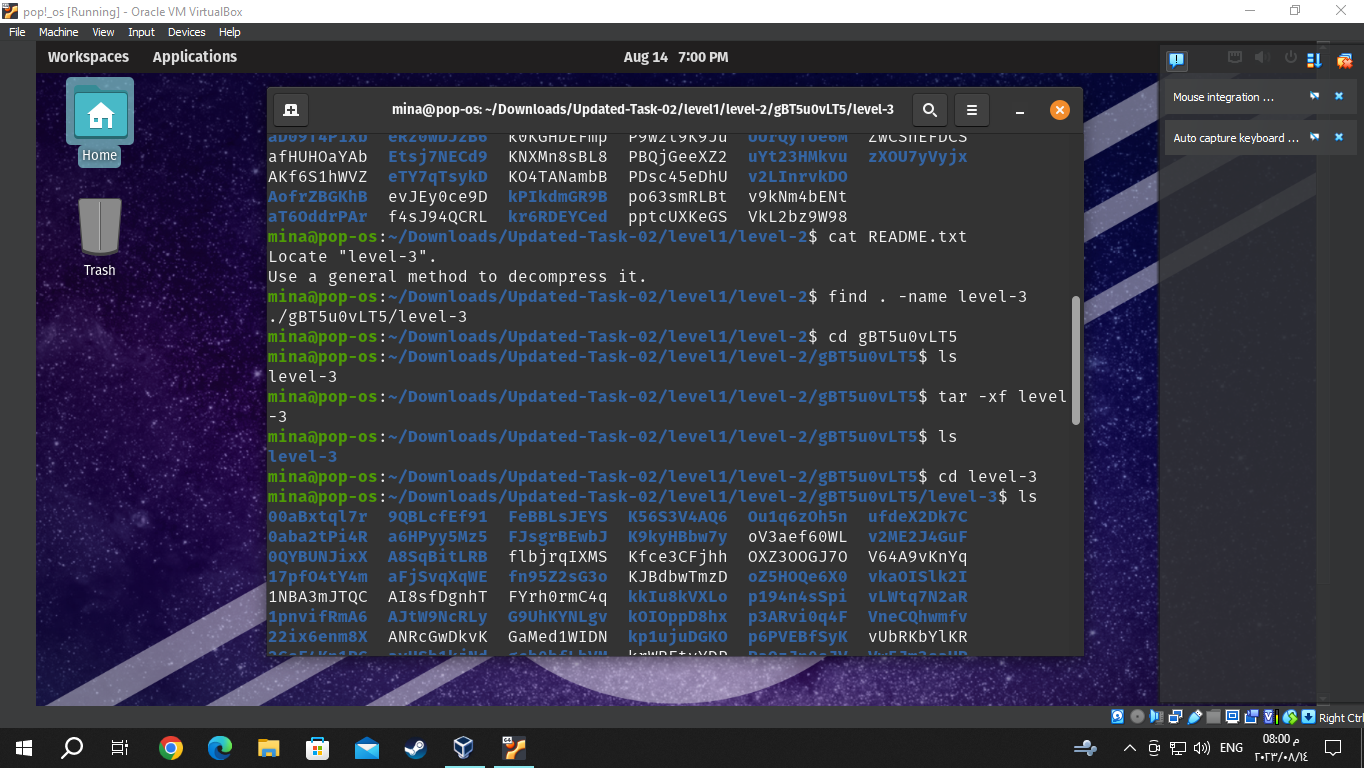 pop!_os [Running] - Oracle VM VirtualBox
File Machine View Input Devices Help
Workspaces Applications
Aug 14 7:00 PM
Home
Trash
mina@pop-os: ~/Downloads/Updated-Task-02/level1/level-2/gBT5u0vLT5/level-3
Mouse integration ...
Auto capture keyboard ...
afHUHOaYAb Etsj7NECd9 KNXMn8sBL8 PBQjGeeXZ2 uYt23HMkvu zXOU7yVyjx
AKf6S1hWVZ eTY7qTsykD KO4TANambB PDsc45eDhU v2LInrvkDO
AofrZBGKhB evJEy0ce9D kPIkdmGR9B po63smRLBt v9kNm4bENt
aT6OddrPAr f4sJ94QCRL kr6RDEYCed pptcUXKeGS VkL2bz9W98
mina@pop-os:~/Downloads/Updated-Task-02/level1/level-2$ cat README.txt
Locate "level-3".
Use a general method to decompress it.
mina@pop-os:~/Downloads/Updated-Task-02/level1/level-2$ find . -name level-3
./gBT5u0vLT5/level-3
mina@pop-os:~/Downloads/Updated-Task-02/level1/level-2$ cd gBT5u0vLT5
mina@pop-os:~/Downloads/Updated-Task-02/level1/level-2/gBT5u0vLT5$ ls
level-3
mina@pop-os:~/Downloads/Updated-Task-02/level1/level-2/gBT5u0vLT5$ tar -xf level
-3
mina@pop-os:~/Downloads/Updated-Task-02/level1/level-2/gBT5u0vLT5$ ls
level-3
mina@pop-os:~/Downloads/Updated-Task-02/level1/level-2/gBT5u0vLT5$ cd level-3
mina@pop-os:~/Downloads/Updated-Task-02/level1/level-2/gBT5u0vLT5/level-3$ ls
00aBxtql7r 9QBLcfEf91 FeBBLsJEYS K56S3V4AQ6 Ou1q6zOh5n ufdeX2Dk7C
0aba2tPi4R a6HPyy5Mz5 FJsgrBEwbJ K9kyHBbw7y oV3aef60WL v2ME2J4GuF
0QYBUNJixX A8SqBitLRB flbjrqIXMS Kfce3CFjhh OXZ3OOGJ7O V64A9vKnYq
17pfO4tY4m aFjSvqXqWE fn95Z2sG3o KJBdbwTmzD oZ5HOQe6X0 vkaOISlk2I
1NBA3mJTQC AI8sfDgnhT FYrh0rmC4q kkIu8kVXLo p194n4sSpi vLWtq7N2aR
1pnvifRmA6 AJtW9NcRLy G9UhKYNLgv kOIOppD8hx p3ARvi0q4F VneCQhwmfv
22ix6enm8X ANRcGwDkvK GaMed1WIDN kp1ujuDGKO p6PVEBfSyK vUbRKbYlKR
Right Ctrl
ENG
08:00 م
٢٠٢٣/٠٨/١٤